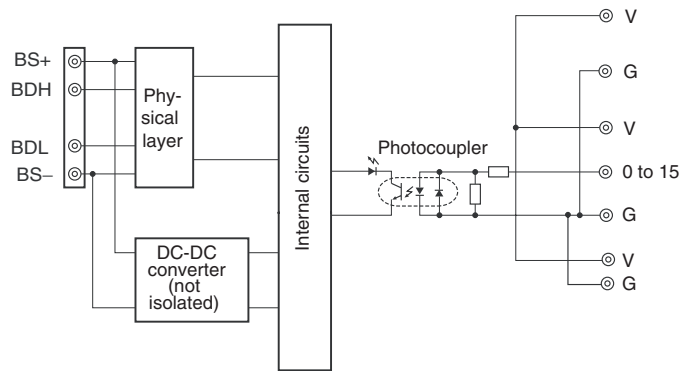 V
BS+
BDH
Phy-
sical
layer
G
BDL
BS–
Internal circuits
Photocoupler
V
0 to 15
G
DC-DC
converter
(not
isolated)
V
G